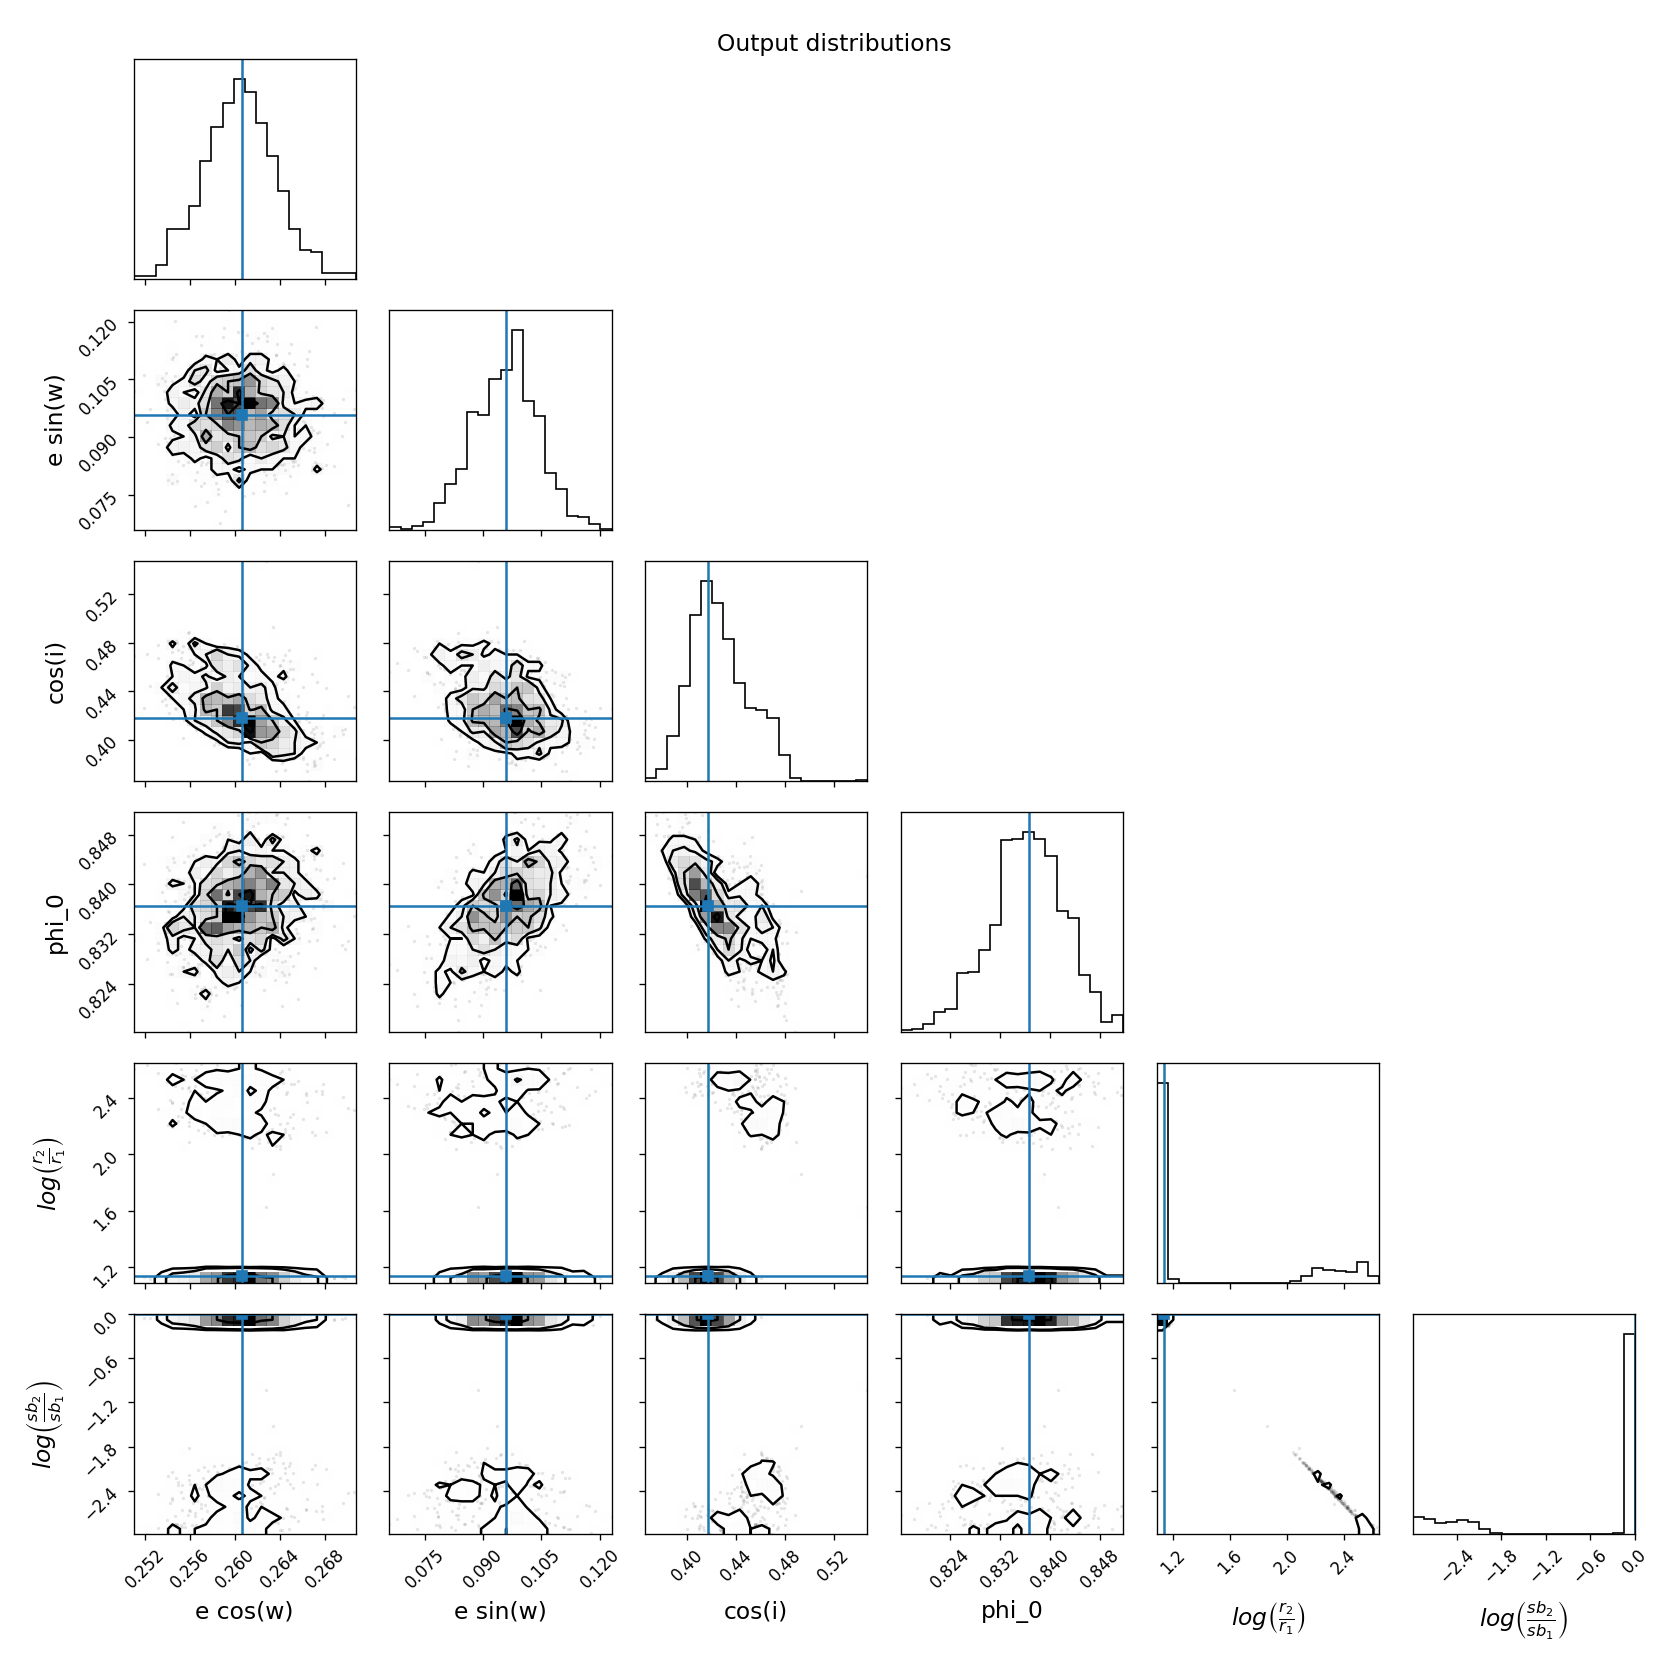 Output distributions
e sin(w)
0.120
0.105
0.090
0.075
cos(i)
0.52
0.48
0.44
0.40
phi_0
0.848
0.840
0.832
0.824
log(r₂/r₁)
2.4
2.0
1.6
1.2
log(sb₂/sb₁)
0.0
−0.6
−1.2
−1.8
−2.4
0.252 0.256 0.260 0.264 0.268
0.075 0.090 0.105 0.120
0.40 0.44 0.48 0.52
0.824 0.832 0.840 0.848
1.2 1.6 2.0 2.4
−2.4 −1.8 −1.2 −0.6 0.0
e cos(w) e sin(w) cos(i) phi_0 log(r₂/r₁) log(sb₂/sb₁)